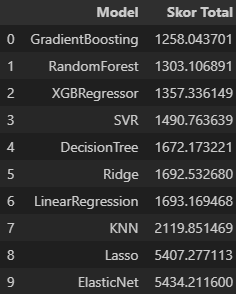 Model Skor Total
0 GradientBoosting 1258.043701
1 RandomForest 1303.106891
2 XGBRegressor 1357.336149
3 SVR 1490.763639
4 DecisionTree 1672.173221
5 Ridge 1692.532680
6 LinearRegression 1693.169468
7 KNN 2119.851469
8 Lasso 5407.277113
9 ElasticNet 5434.211600